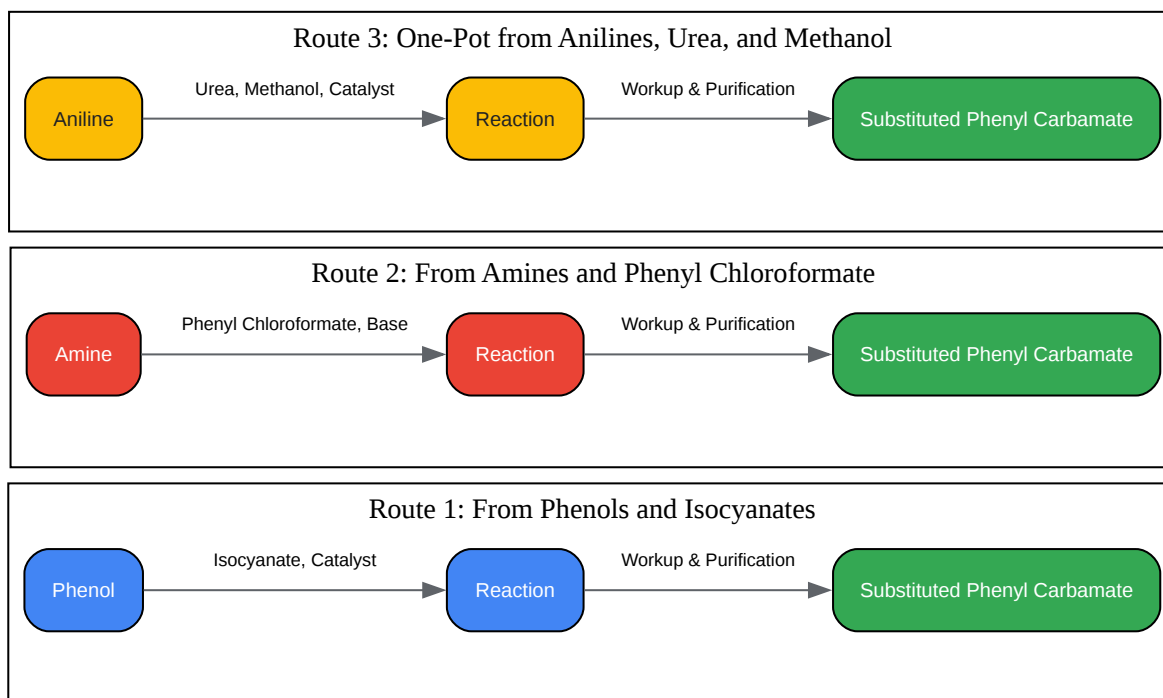 Route 3: One-Pot from Anilines, Urea, and Methanol
Aniline
Urea, Methanol, Catalyst
Reaction
Workup & Purification
Substituted Phenyl Carbamate
Route 2: From Amines and Phenyl Chloroformate
Amine
Phenyl Chloroformate, Base
Reaction
Workup & Purification
Substituted Phenyl Carbamate
Route 1: From Phenols and Isocyanates
Phenol
Isocyanate, Catalyst
Reaction
Workup & Purification
Substituted Phenyl Carbamate